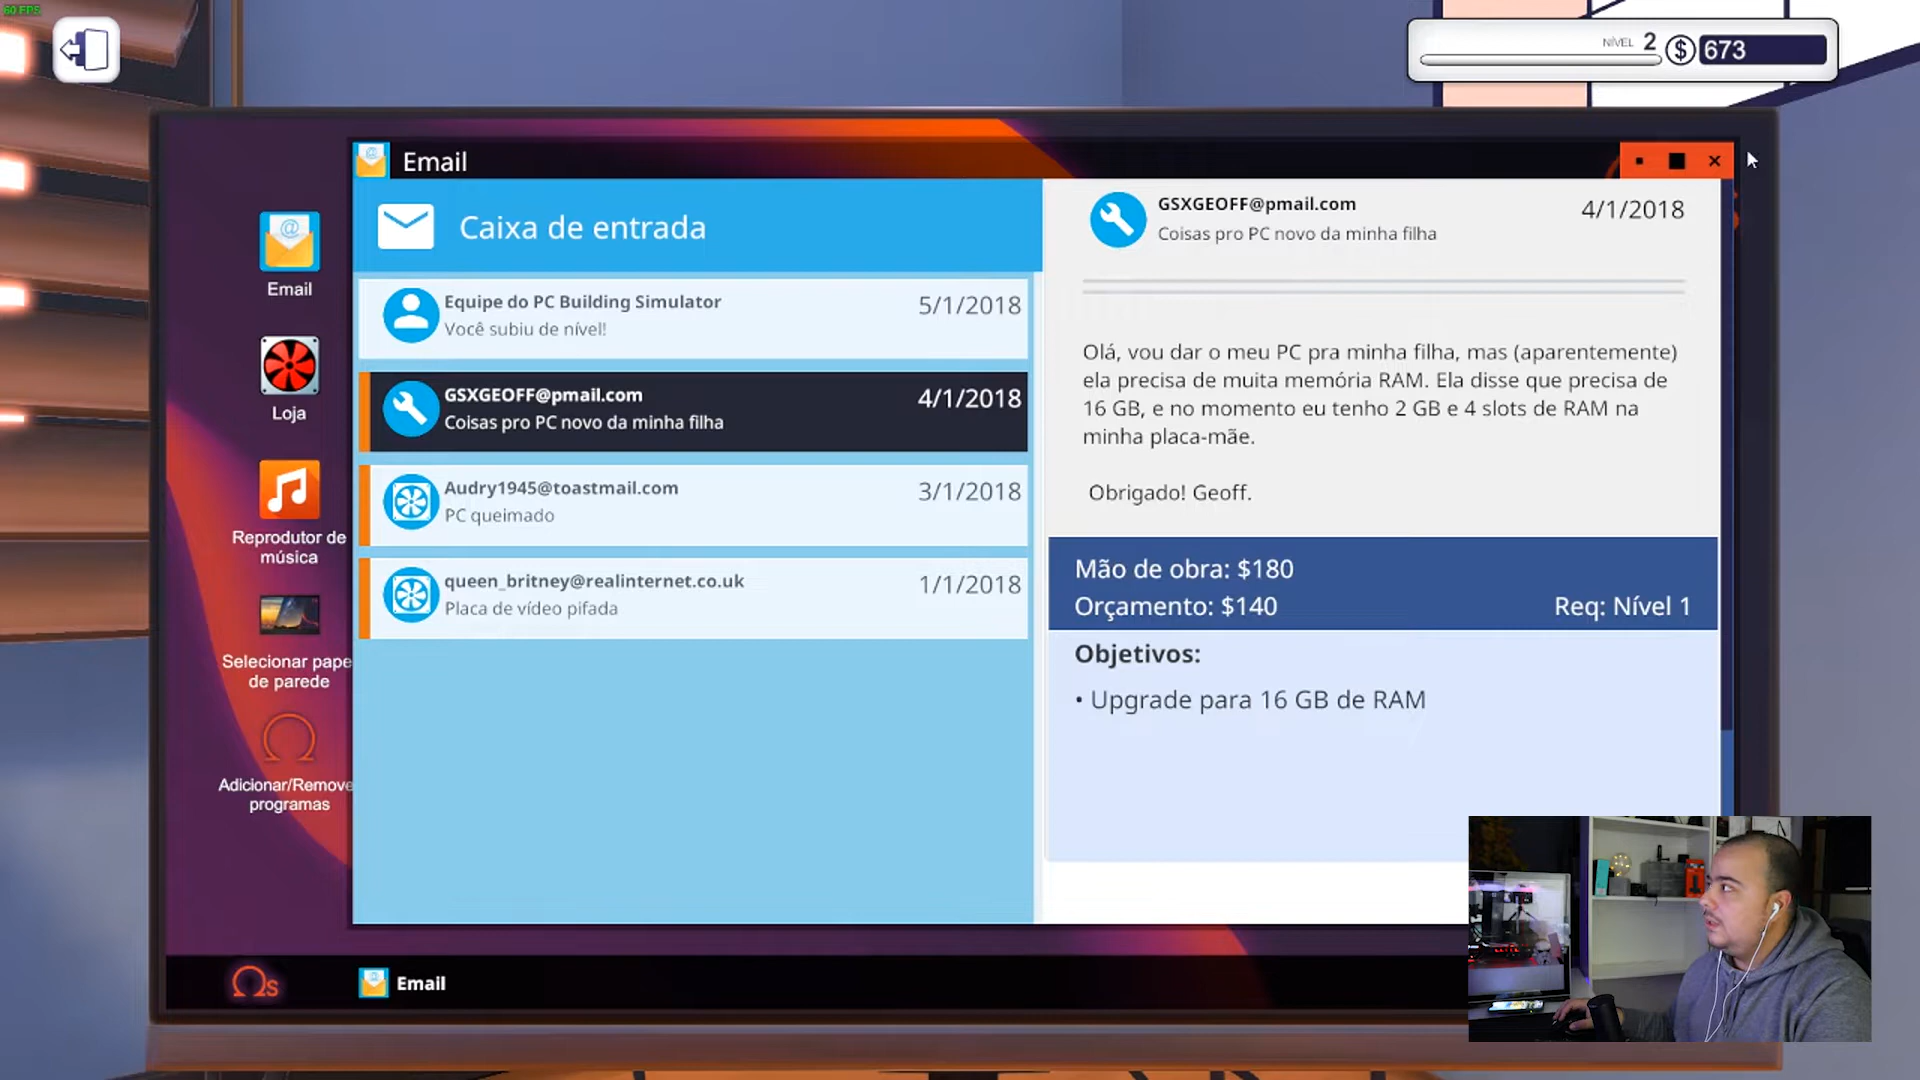 60 FPS
NÍVEL 2 $ 673
Email
Caixa de entrada
Equipe do PC Building Simulator 5/1/2018
Você subiu de nível!
GSXGEOFF@pmail.com 4/1/2018
Coisas pro PC novo da minha filha
Audry1945@toastmail.com 3/1/2018
PC queimado
queen_britney@realinternet.co.uk 1/1/2018
Placa de vídeo pifada
GSXGEOFF@pmail.com 4/1/2018
Coisas pro PC novo da minha filha
Olá, vou dar o meu PC pra minha filha, mas (aparentemente)
ela precisa de muita memória RAM. Ela disse que precisa de
16 GB, e no momento eu tenho 2 GB e 4 slots de RAM na
minha placa-mãe.
Obrigado! Geoff.
Mão de obra: $180
Orçamento: $140 Req: Nível 1
Objetivos:
• Upgrade para 16 GB de RAM
Email
Loja
Reprodutor de
música
Selecionar pape
de parede
Adicionar/Remove
programas
Ωs
Email